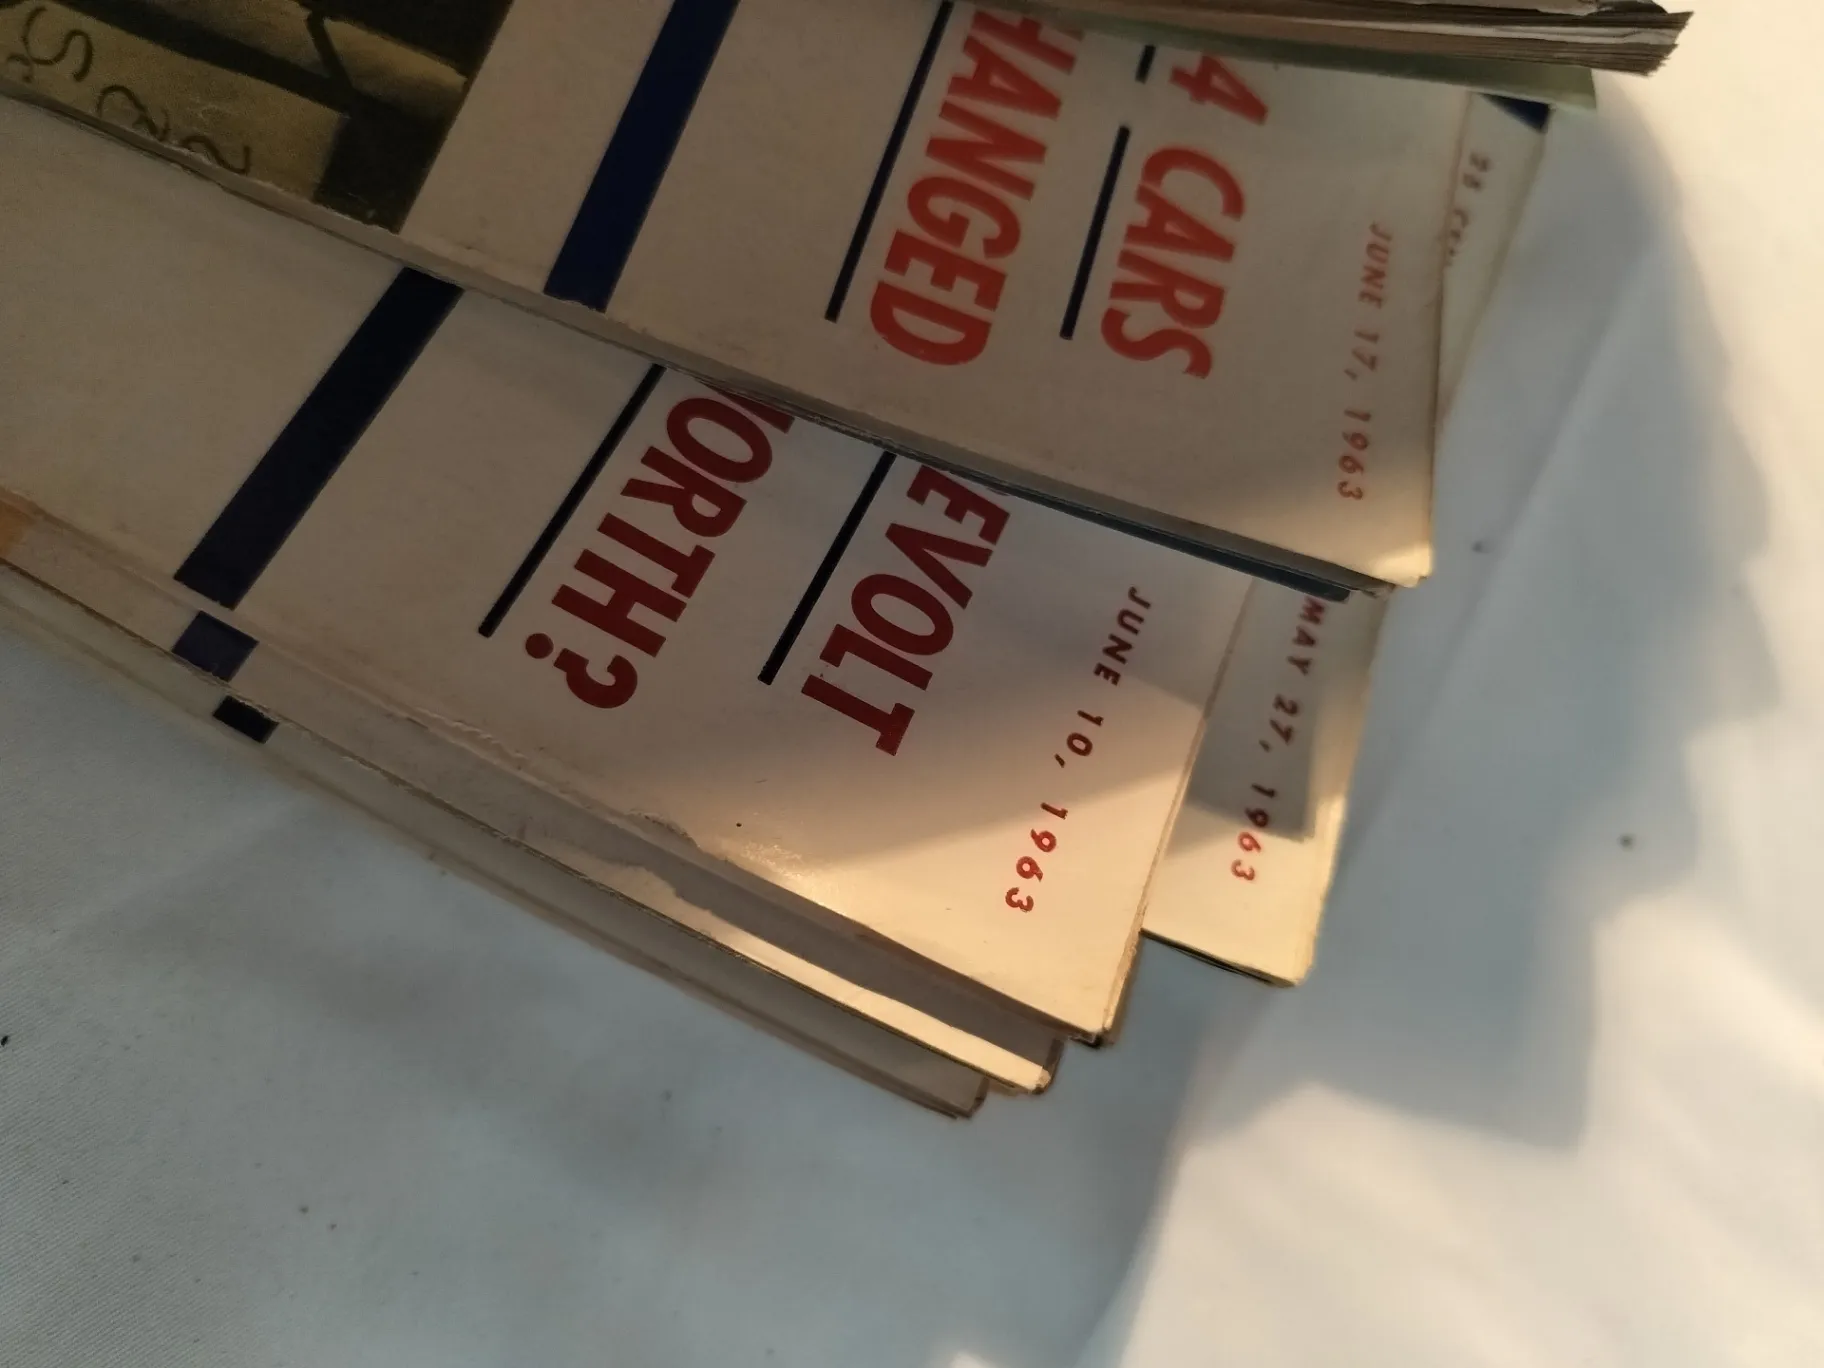 4 CARS
HANGED
JUNE 17, 1963
EVOLT
ORTH?
JUNE 10, 1963
MAY 27, 1963